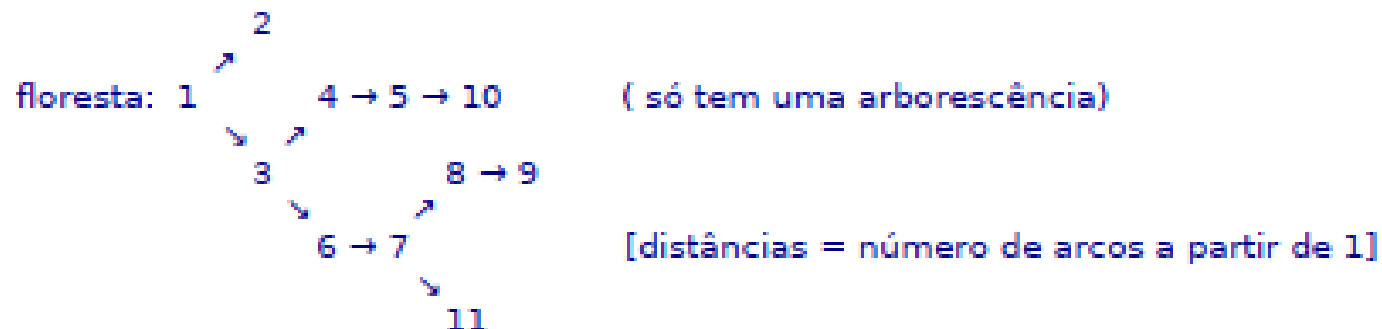 2
↗
floresta: 1 4 → 5 → 10 ( só tem uma arborescência)
↘ ↗
3 8 → 9
↘ ↗
6 → 7 [distâncias = número de arcos a partir de 1]
↘
11